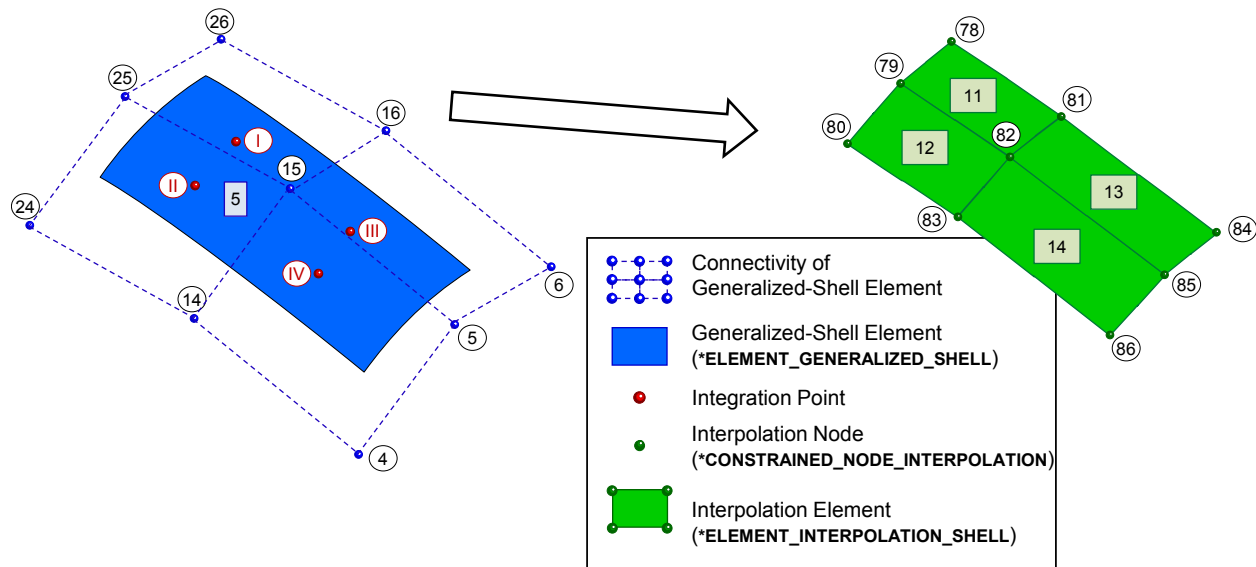 26
25
16
I
15
II
5
24
III
IV
6
14
5
4
78
79
11
81
80
82
12
13
83
84
14
85
86
Connectivity of
Generalized-Shell Element
Generalized-Shell Element
(*ELEMENT_GENERALIZED_SHELL)
Integration Point
Interpolation Node
(*CONSTRAINED_NODE_INTERPOLATION)
Interpolation Element
(*ELEMENT_INTERPOLATION_SHELL)